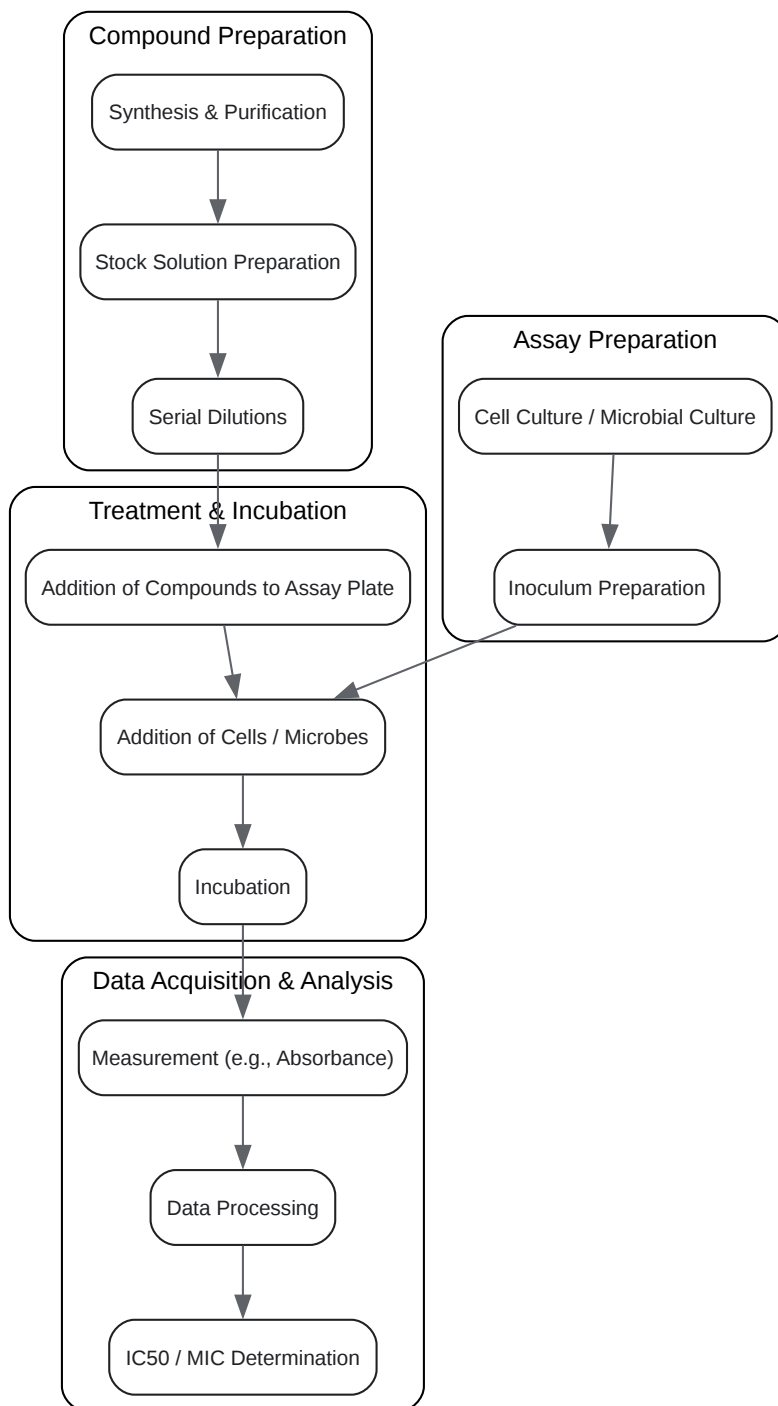 Compound Preparation
Synthesis & Purification
Stock Solution Preparation
Serial Dilutions
Assay Preparation
Cell Culture / Microbial Culture
Inoculum Preparation
Treatment & Incubation
Addition of Compounds to Assay Plate
Addition of Cells / Microbes
Incubation
Data Acquisition & Analysis
Measurement (e.g., Absorbance)
Data Processing
IC50 / MIC Determination